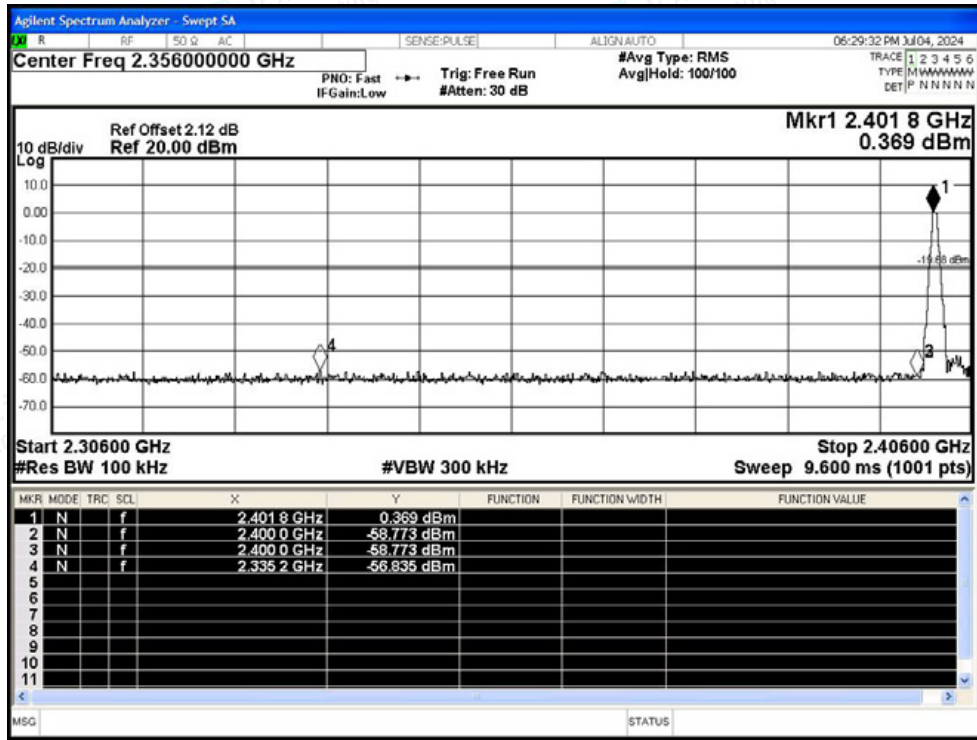 Agilent Spectrum Analyzer - Swept SA
R RF 50 Ω AC SENSE:PULSE ALIGN AUTO 06:29:32 PM Jul 04, 2024
Center Freq 2.356000000 GHz
#Avg Type: RMS
TRACE 1 2 3 4 5 6
PNO: Fast Trig: Free Run Avg|Hold: 100/100
TYPE M WWWWW
IFGain:Low #Atten: 30 dB
DET P N N N N N
Mkr1 2.401 8 GHz
0.369 dBm
Ref Offset 2.12 dB
10 dB/div Ref 20.00 dBm
Log
10.0
1
0.00
-10.0
-19.68 dBm
-20.0
-30.0
-40.0
-50.0
4
3
-60.0
-70.0
Start 2.30600 GHz Stop 2.40600 GHz
#Res BW 100 kHz #VBW 300 kHz Sweep 9.600 ms (1001 pts)
MKR MODE TRC SCL X Y FUNCTION FUNCTION WIDTH FUNCTION VALUE
1 N f 2.401 8 GHz 0.369 dBm
2 N f 2.400 0 GHz -58.773 dBm
3 N f 2.400 0 GHz -58.773 dBm
4 N f 2.335 2 GHz -56.835 dBm
5
6
7
8
9
10
11
MSG STATUS